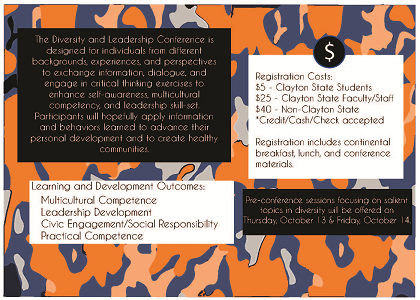 The Diversity and Leadership Conference is
designed for individuals from different
backgrounds, experiences, and perspectives
to exchange information, dialogue, and
engage in critical thinking exercises to
enhance self-awareness, multicultural
competency, and leadership skill-set.
Participants will hopefully apply information
and behaviors learned to advance their
personal development and to create healthy
communities.
Learning and Development Outcomes:
Multicultural Competence
Leadership Development
Civic Engagement/Social Responsibility
Practical Competence
$
Registration Costs:
$5 - Clayton State Students
$25 - Clayton State Faculty/Staff
$40 - Non-Clayton State
*Credit/Cash/Check accepted
Registration includes continental
breakfast, lunch, and conference
materials.
Pre-conference sessions focusing on salient
topics in diversity will be offered on
Thursday, October 13 & Friday, October 14.